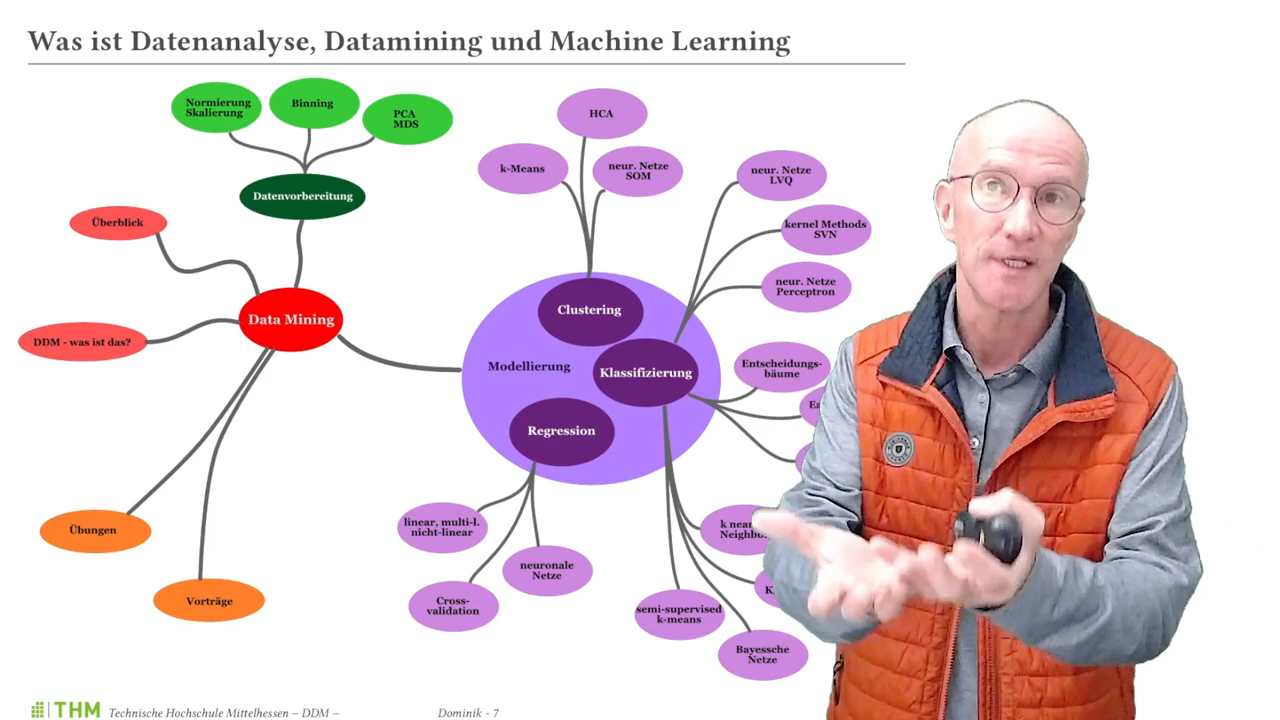 Was ist Datenanalyse, Datamining und Machine Learning
Normierung
Skalierung
Binning
PCA
MDS
Datenvorbereitung
Überblick
Data Mining
DDM - was ist das?
Übungen
Vorträge
HCA
k-Means
neur. Netze
SOM
neur. Netze
LVQ
kernel Methods
SVN
neur. Netze
Perceptron
Clustering
Modellierung
Klassifizierung
Regression
Entscheidungs-
bäume
linear, multi-l.
nicht-linear
neuronale
Netze
Cross-
validation
semi-supervised
k-means
Bayessche
Netze
THM Technische Hochschule Mittelhessen – DDM –
Dominik - 7